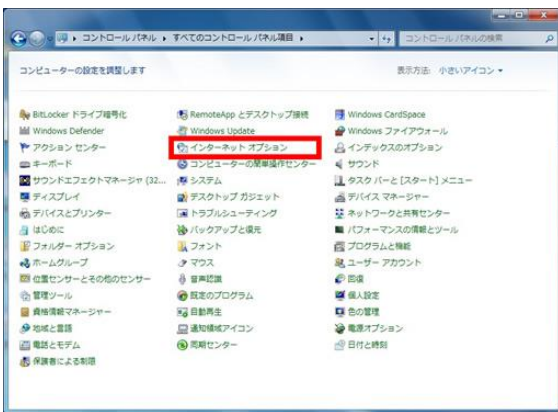 コントロール パネル ▸ すべてのコントロール パネル項目 ▸
コントロール パネルの検索
コンピューターの設定を調整します
表示方法: 小さいアイコン
BitLocker ドライブ暗号化
RemoteApp とデスクトップ接続
Windows CardSpace
Windows Defender
Windows Update
Windows ファイアウォール
アクション センター
インターネット オプション
インデックスのオプション
キーボード
コンピューターの簡単操作センター
サウンド
サウンドエフェクトマネージャ (32...
システム
タスク バーと [スタート] メニュー
ディスプレイ
デスクトップ ガジェット
デバイス マネージャー
デバイスとプリンター
トラブルシューティング
ネットワークと共有センター
はじめに
バックアップと復元
パフォーマンスの情報とツール
フォルダー オプション
フォント
プログラムと機能
ホームグループ
マウス
ユーザー アカウント
位置センサーとその他のセンサー
音声認識
回復
管理ツール
既定のプログラム
個人設定
資格情報マネージャー
自動再生
色の管理
地域と言語
通知領域アイコン
電源オプション
電話とモデム
同期センター
日付と時刻
保護者による制限